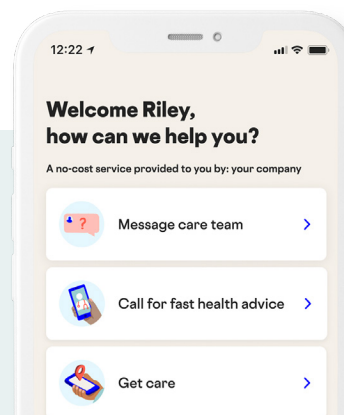 12:22
Welcome Riley,
how can we help you?
A no-cost service provided to you by: your company
?
Message care team
Call for fast health advice
Get care